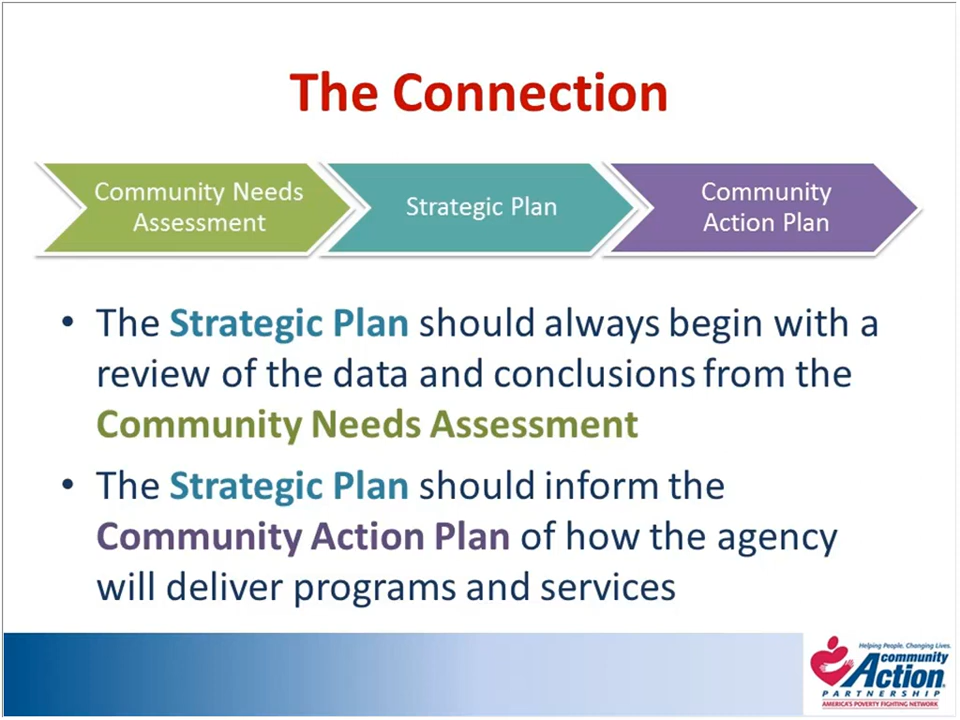 The Connection
Community Needs
Assessment
Strategic Plan
Community
Action Plan
• The Strategic Plan should always begin with a
review of the data and conclusions from the
Community Needs Assessment
• The Strategic Plan should inform the
Community Action Plan of how the agency
will deliver programs and services
Helping People. Changing Lives.
community
Action®
PARTNERSHIP
AMERICA'S POVERTY FIGHTING NETWORK